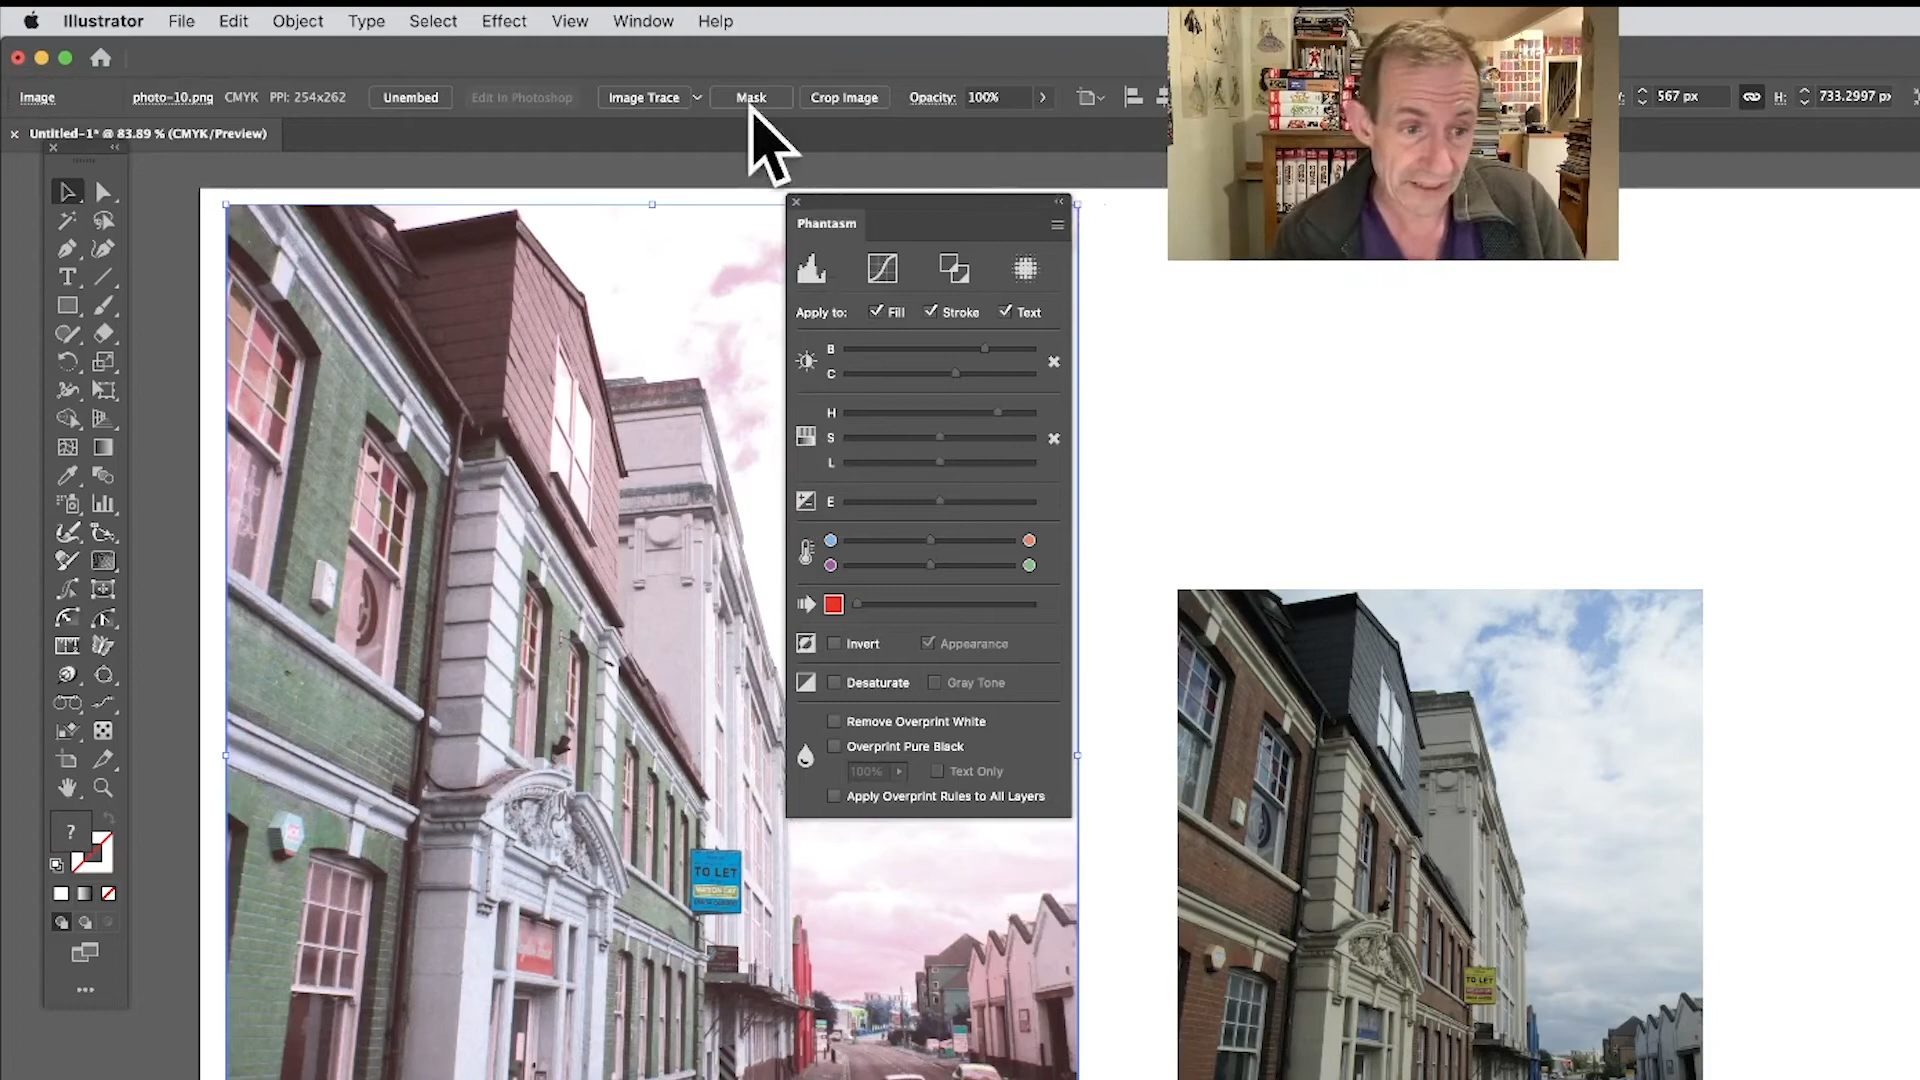 Illustrator File Edit Object Type Select Effect View Window Help
Image photo-10.png CMYK PPI: 254x262 Unembed Edit In Photoshop Image Trace Mask Crop Image Opacity: 100% 567 px H: 733.2997 px
Untitled-1* @ 83.89 % (CMYK/Preview)
Phantasm
Apply to: Fill Stroke Text
B
C
H
S
L
E
Invert Appearance
Desaturate Gray Tone
Remove Overprint White
Overprint Pure Black
100% Text Only
Apply Overprint Rules to All Layers
?
TO LET
TO LET